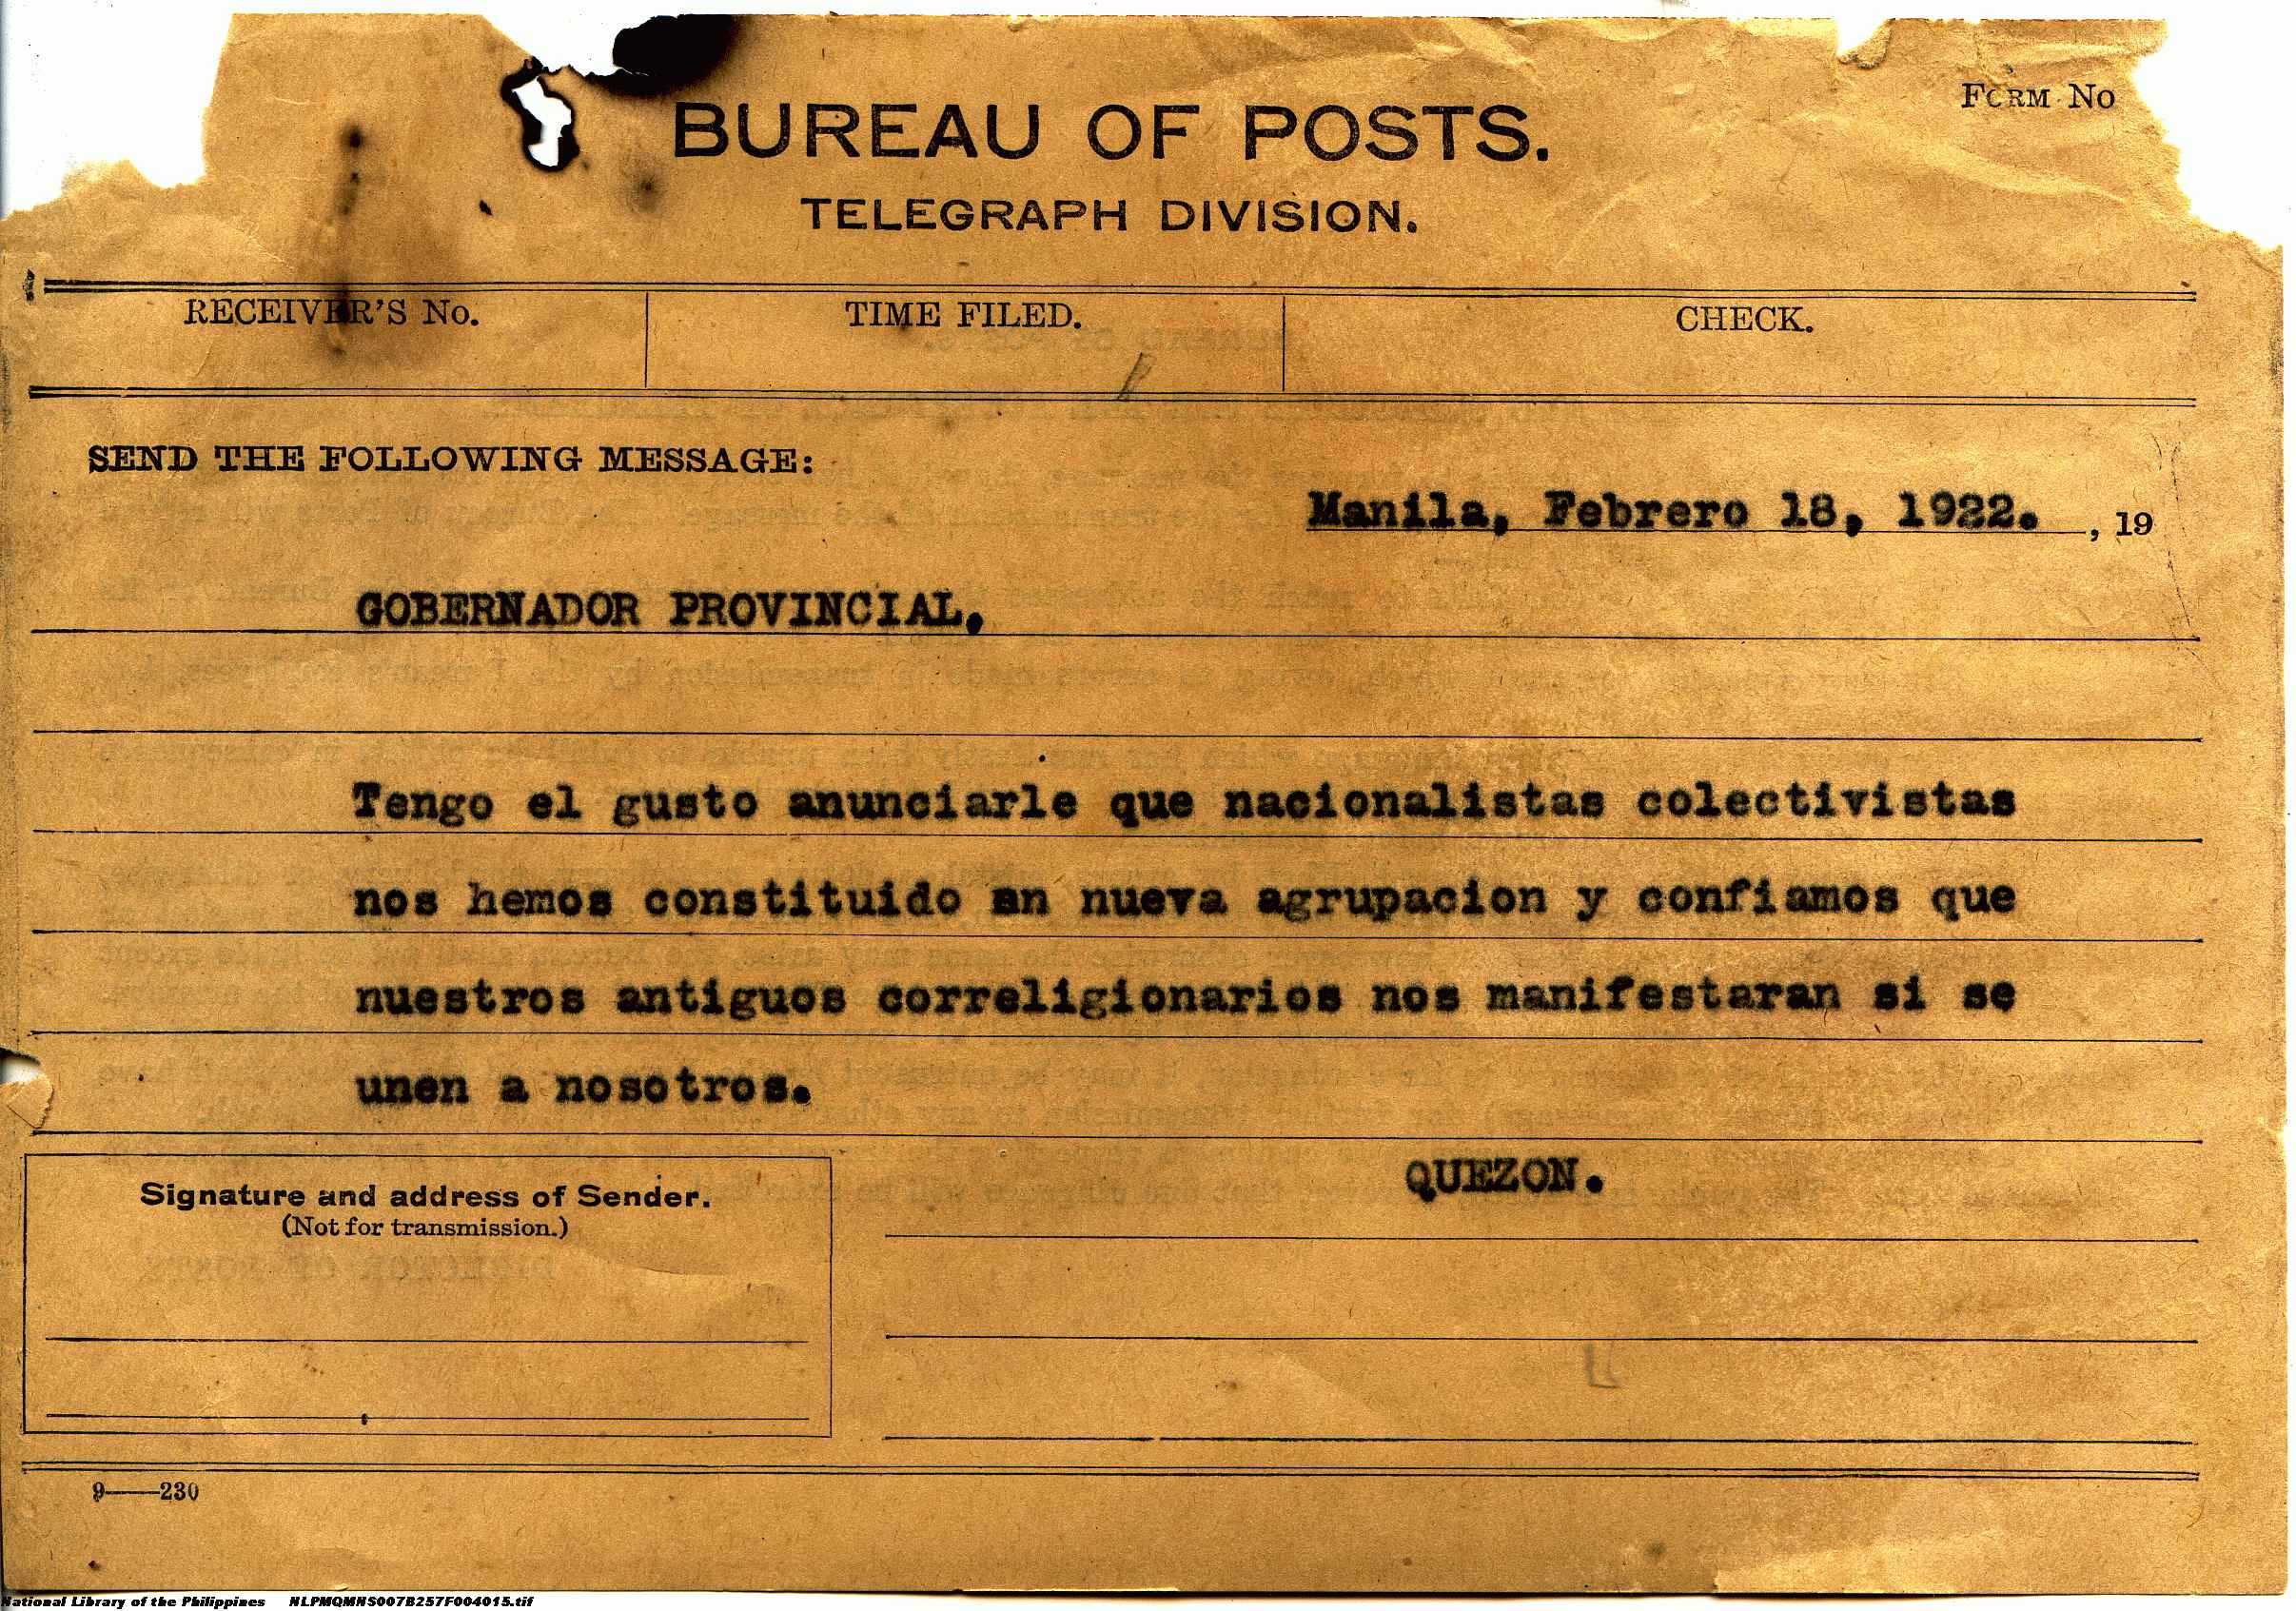 FORM No
BUREAU OF POSTS.
TELEGRAPH DIVISION.
RECEIVER'S No. TIME FILED. CHECK.
SEND THE FOLLOWING MESSAGE:
Manila, Febrero 18, 1922. , 19
GOBERNADOR PROVINCIAL,
Tengo el gusto anunciarle que nacionalistas colectivistas
nos hemos constituido en nueva agrupacion y confiamos que
nuestros antiguos correligionarios nos manifestaran si se
unen a nosotros.
QUEZON.
Signature and address of Sender.
(Not for transmission.)
9——230
National Library of the Philippines NLPMQMNS007B257F004015.tif